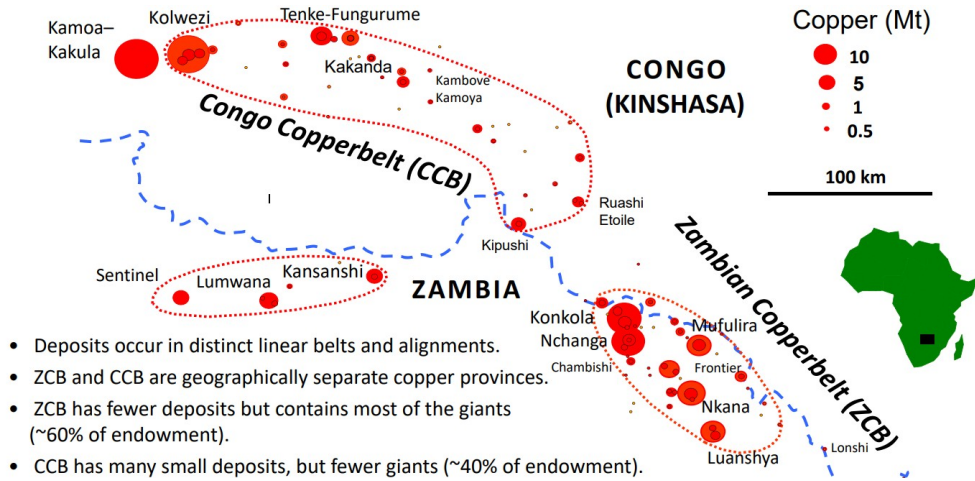 Kamoa–
Kakula
Kolwezi
Tenke-Fungurume
Kakanda
Kambove
Kamoya
Congo Copperbelt (CCB)
CONGO
(KINSHASA)
Copper (Mt)
10
5
1
0.5
100 km
Ruashi
Etoile
Kipushi
Sentinel
Lumwana
Kansanshi
ZAMBIA
Zambian Copperbelt (ZCB)
Konkola
Nchanga
Chambishi
Mufulira
Frontier
Nkana
Luanshya
Lonshi
• Deposits occur in distinct linear belts and alignments.
• ZCB and CCB are geographically separate copper provinces.
• ZCB has fewer deposits but contains most of the giants
(~60% of endowment).
• CCB has many small deposits, but fewer giants (~40% of endowment).